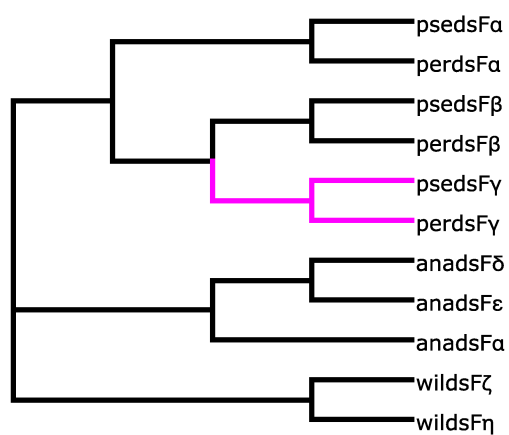 psedsFα
perdsFα
psedsFβ
perdsFβ
psedsFγ
perdsFγ
anadsFδ
anadsFε
anadsFα
wildsFζ
wildsFη